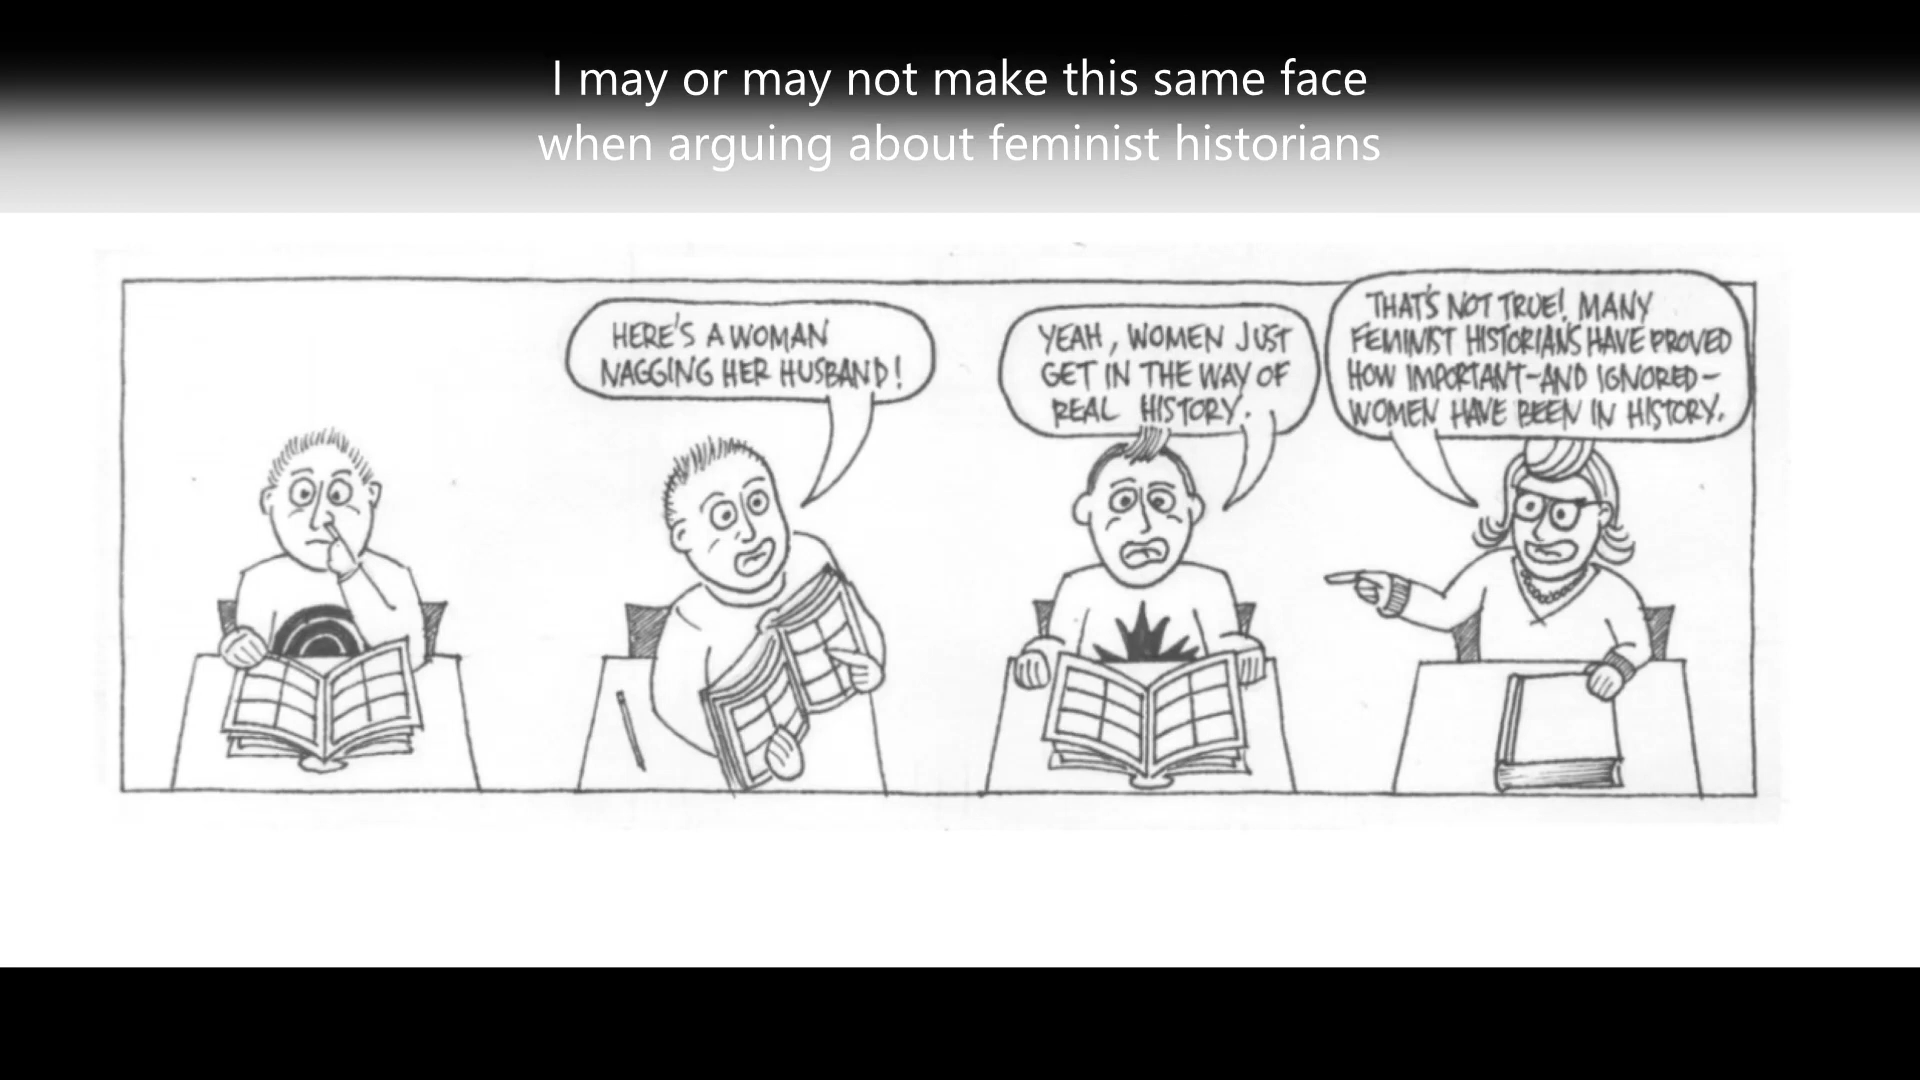 I may or may not make this same face
when arguing about feminist historians
HERE'S A WOMAN
NAGGING HER HUSBAND!
YEAH, WOMEN JUST
GET IN THE WAY OF
REAL HISTORY.
THAT'S NOT TRUE! MANY
FEMINIST HISTORIANS HAVE PROVED
HOW IMPORTANT-AND IGNORED-
WOMEN HAVE BEEN IN HISTORY.